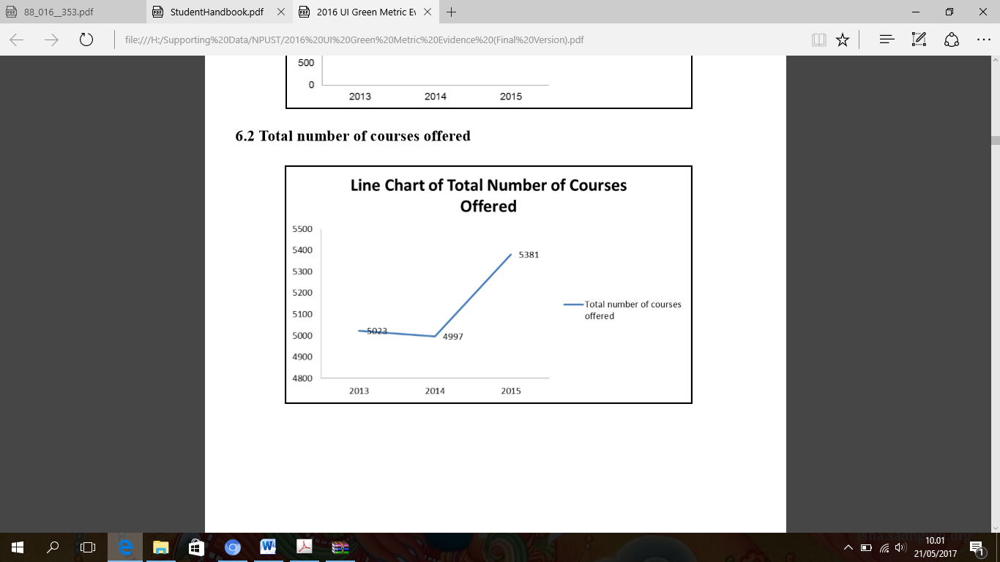 88_016__353.pdf
StudentHandbook.pdf
2016 UI Green Metric Ev
file:///H:/Supporting%20Data/NPUST/2016%20UI%20Green%20Metric%20Evidence%20(Final%20Version).pdf
500
0
2013 2014 2015
6.2 Total number of courses offered
Line Chart of Total Number of Courses
Offered
5500
5400
5381
5300
5200
5100
Total number of courses
offered
5023
5000
4997
4900
4800
2013 2014 2015
10.01
21/05/2017
1